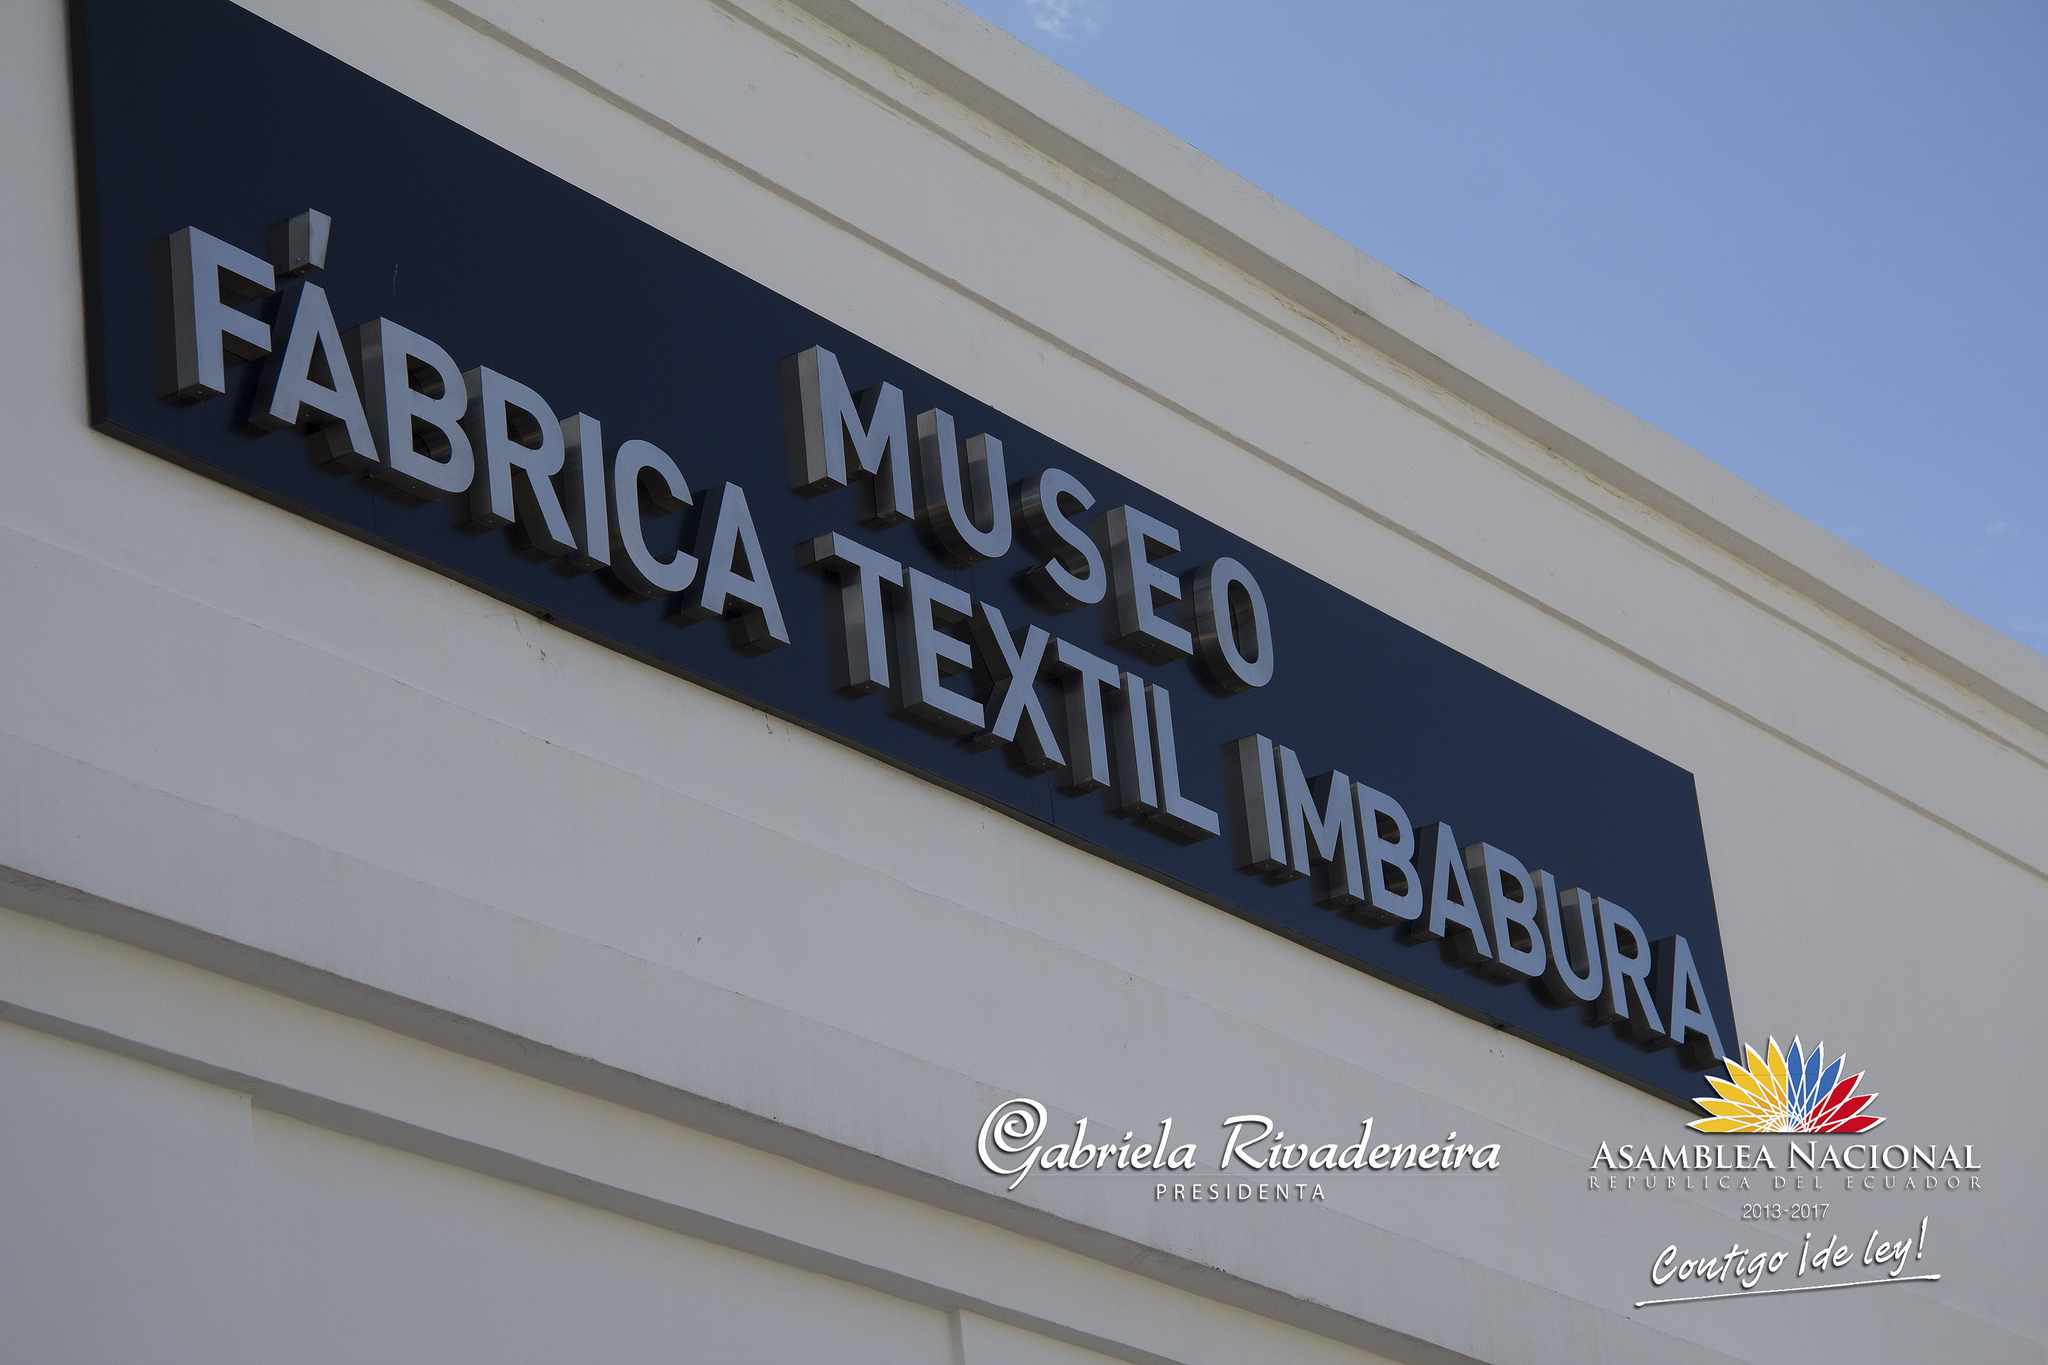 MUSEO
FÁBRICA TEXTIL IMBABURA
Gabriela Rivadeneira
PRESIDENTA
ASAMBLEA NACIONAL
REPÚBLICA DEL ECUADOR
2013-2017
Contigo ¡de ley!